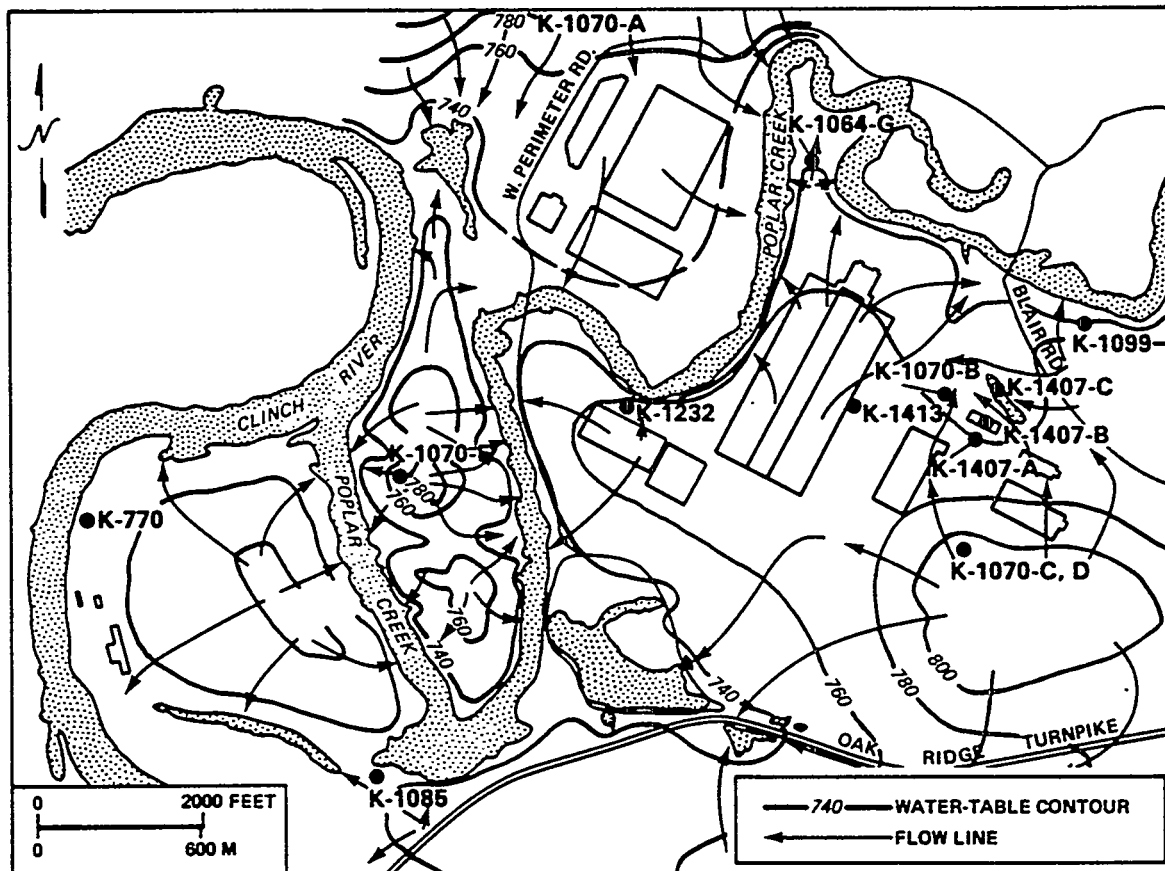 780
K-1070-A
760
740
W. PERIMETER RD.
N
K-1064-G
POPLAR CREEK
CLINCH RIVER
BLAIR RD.
K-1099
K-1070-B
K-1407-C
K-1232
K-1413
K-1407-B
K-1407-A
K-1070-F
780
760
K-770
POPLAR CREEK
K-1070-C, D
760
740
800
780
760
740
OAK RIDGE TURNPIKE
K-1085
0 2000 FEET
0 600 M
740 WATER-TABLE CONTOUR
FLOW LINE